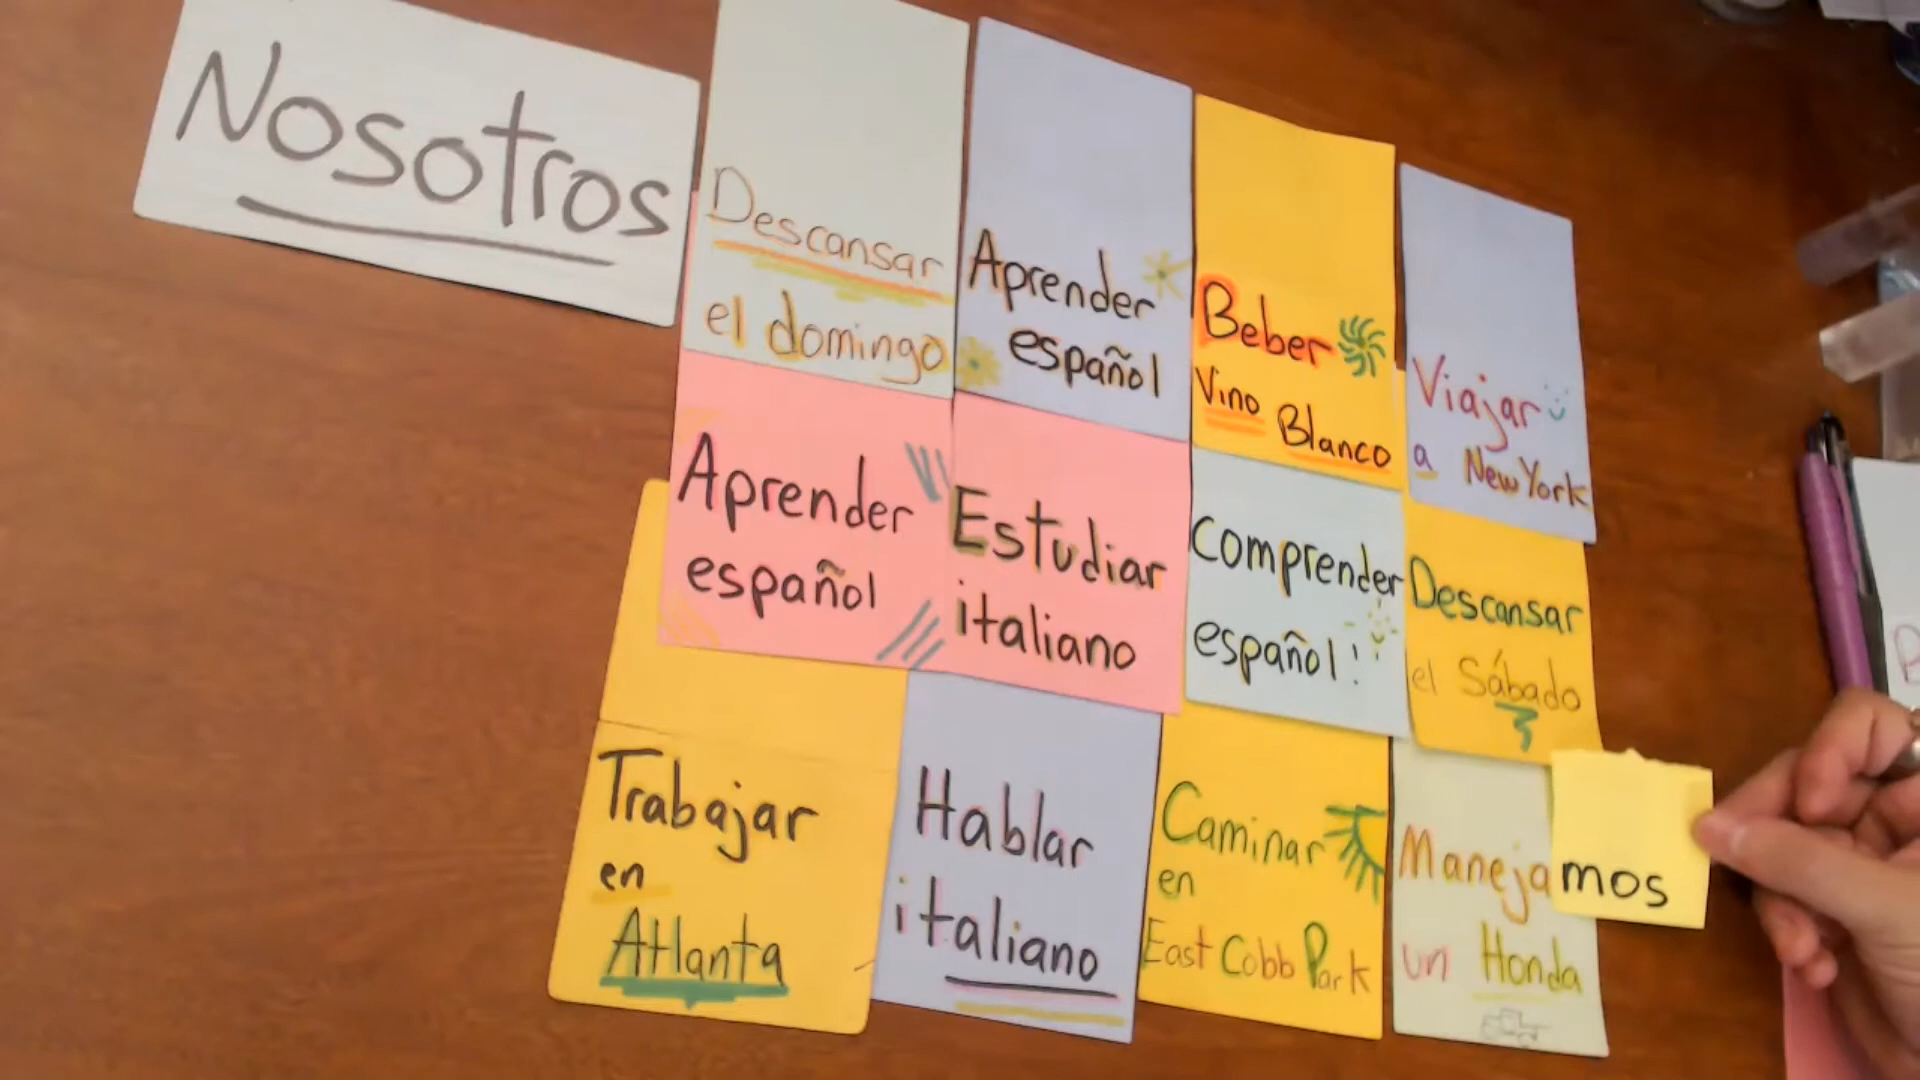 Nosotros
Descansar
el domingo
Aprender
español
Beber
Vino Blanco
Viajar
a New York
Aprender
español
Estudiar
italiano
Comprender
español!
Descansar
el Sábado
Trabajar
en
Atlanta
Hablar
italiano
Caminar
en
East Cobb Park
Manejamos
un Honda